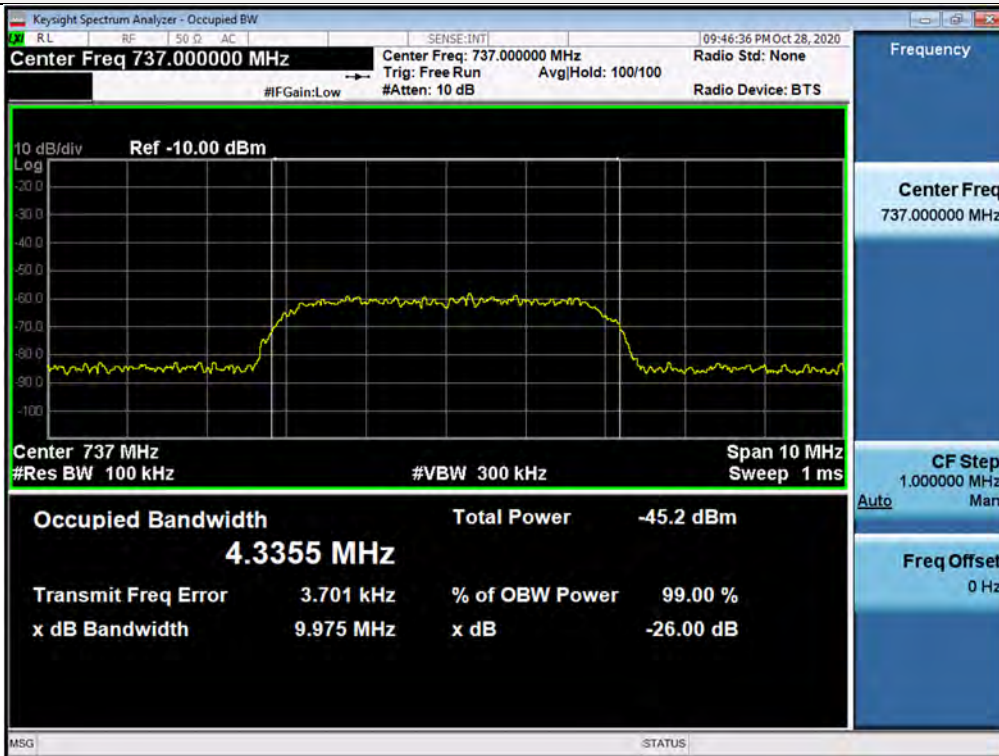 Keysight Spectrum Analyzer - Occupied BW
LXI RL RF 50 Ω AC SENSE:INT 09:46:36 PM Oct 28, 2020
Center Freq 737.000000 MHz
Center Freq: 737.000000 MHz Radio Std: None
Trig: Free Run Avg|Hold: 100/100
#IFGain:Low #Atten: 10 dB Radio Device: BTS
10 dB/div Ref -10.00 dBm
Log
-20.0
-30.0
-40.0
-50.0
-60.0
-70.0
-80.0
-90.0
-100
Center 737 MHz Span 10 MHz
#Res BW 100 kHz #VBW 300 kHz Sweep 1 ms
Occupied Bandwidth Total Power -45.2 dBm
4.3355 MHz
Transmit Freq Error 3.701 kHz % of OBW Power 99.00 %
x dB Bandwidth 9.975 MHz x dB -26.00 dB
MSG STATUS
Frequency
Center Freq
737.000000 MHz
CF Step
1.000000 MHz
Auto Man
Freq Offset
0 Hz